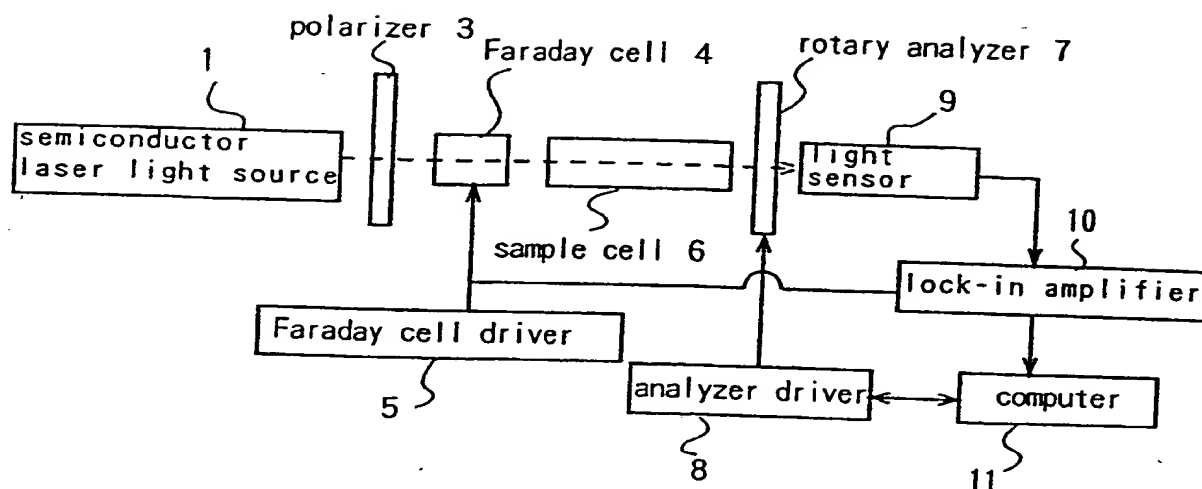 polarizer 3
Faraday cell 4
rotary analyzer 7
1
9
semiconductor
laser light source
light
sensor
10
sample cell 6
lock-in amplifier
Faraday cell driver
analyzer driver
computer
5
8
11